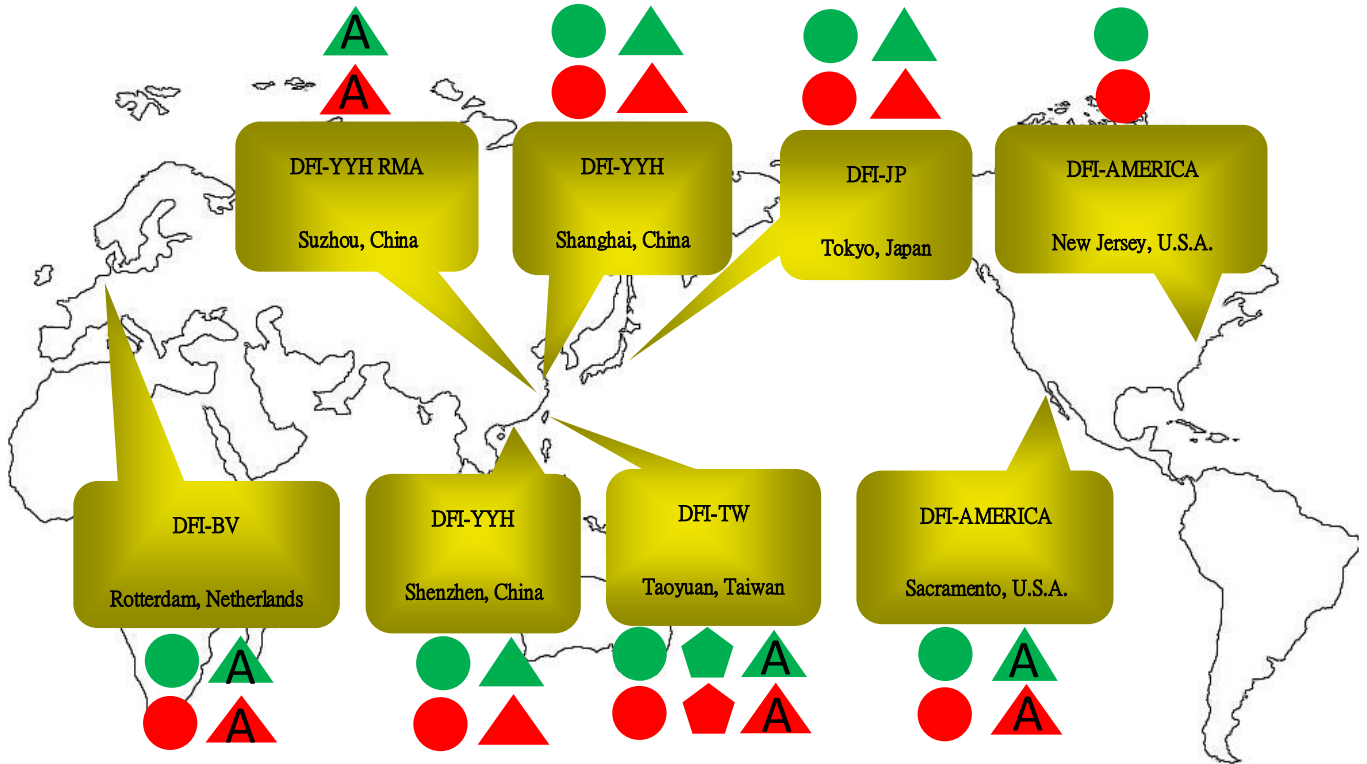 A
A
DFI-YYH RMA
Suzhou, China
DFI-YYH
Shanghai, China
DFI-JP
Tokyo, Japan
DFI-AMERICA
New Jersey, U.S.A.
DFI-BV
Rotterdam, Netherlands
A
A
DFI-YYH
Shenzhen, China
DFI-TW
Taoyuan, Taiwan
A
A
DFI-AMERICA
Sacramento, U.S.A.
A
A